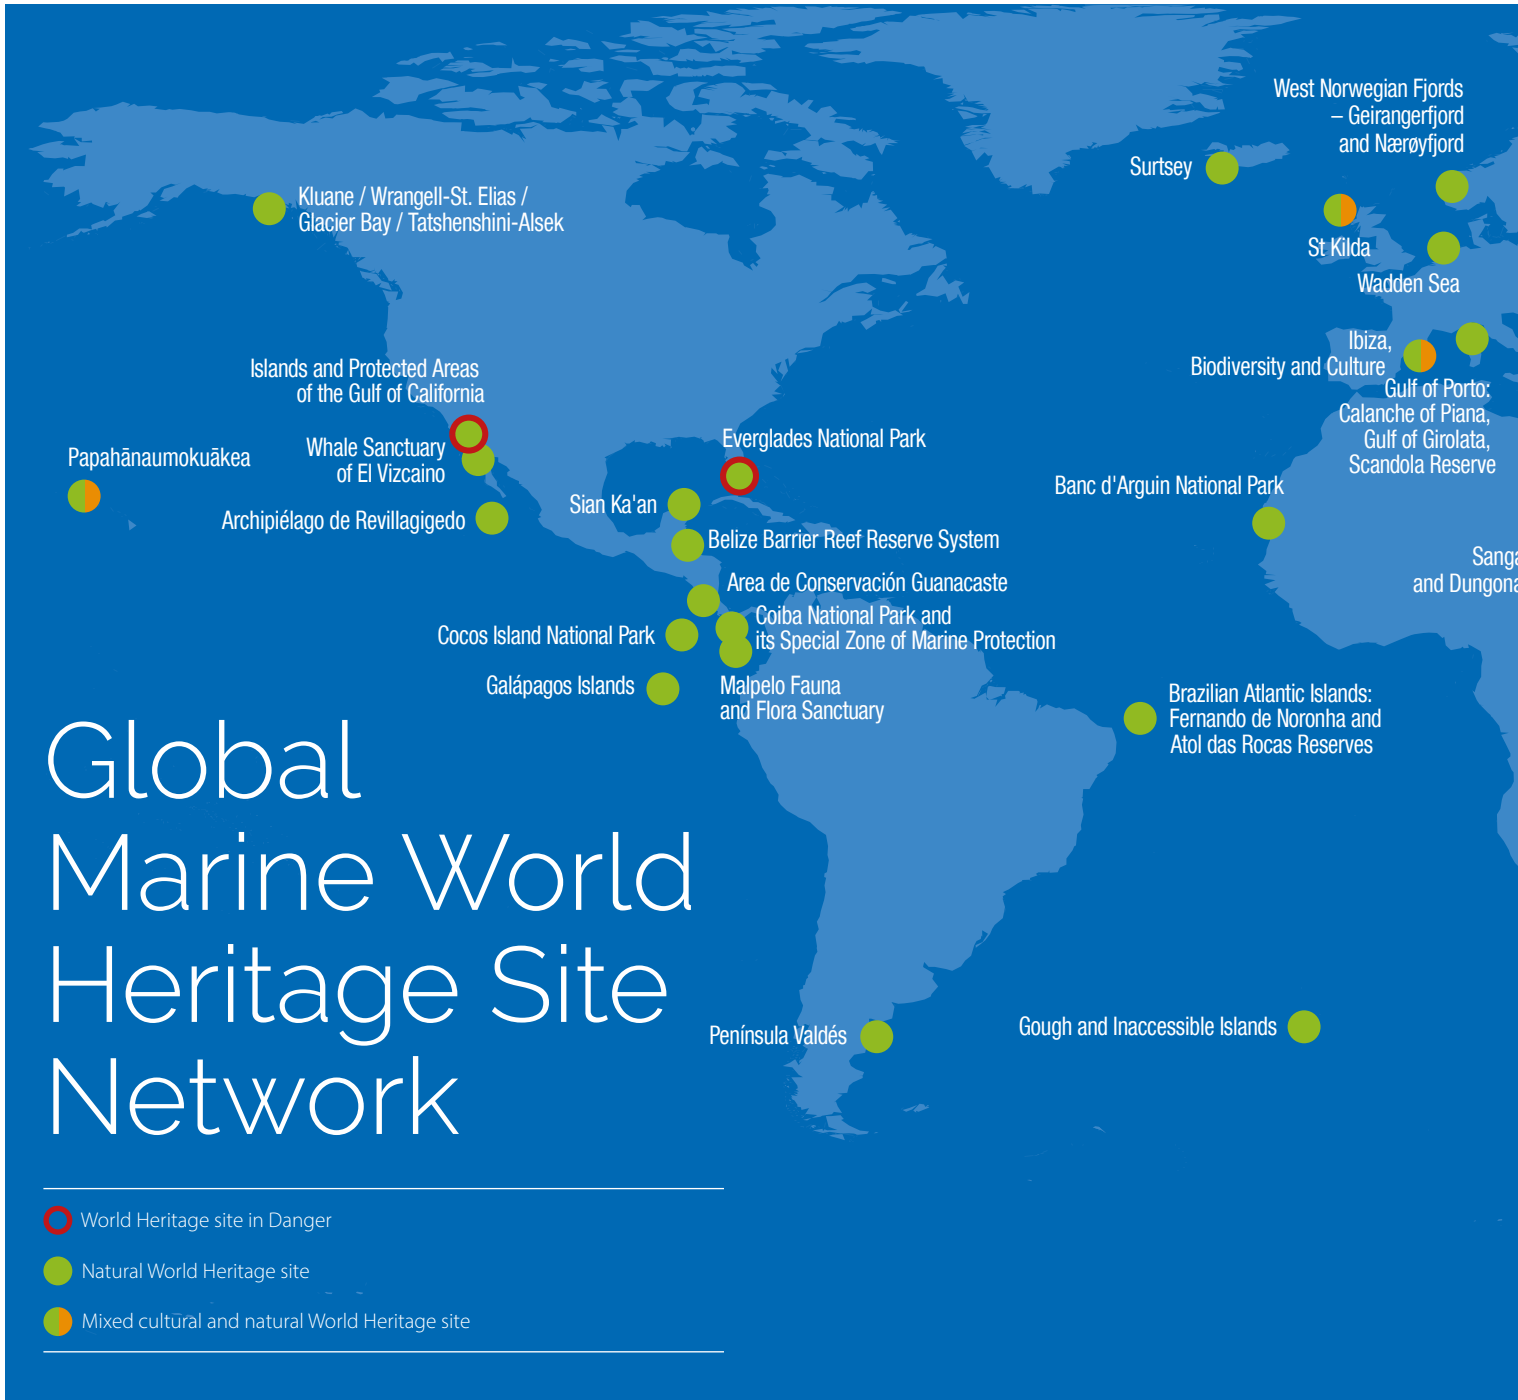 West Norwegian Fjords
– Geirangerfjord
and Nærøyfjord
Surtsey
Kluane / Wrangell-St. Elias /
Glacier Bay / Tatshenshini-Alsek
St Kilda
Wadden Sea
Ibiza,
Biodiversity and Culture
Gulf of Porto:
Calanche of Piana,
Gulf of Girolata,
Scandola Reserve
Islands and Protected Areas
of the Gulf of California
Whale Sanctuary
of El Vizcaino
Everglades National Park
Papahānaumokuākea
Sian Ka'an
Archipiélago de Revillagigedo
Banc d'Arguin National Park
Belize Barrier Reef Reserve System
Sanga
and Dungona
Area de Conservación Guanacaste
Coiba National Park and
its Special Zone of Marine Protection
Cocos Island National Park
Galápagos Islands
Malpelo Fauna
and Flora Sanctuary
Brazilian Atlantic Islands:
Fernando de Noronha and
Atol das Rocas Reserves
Global
Marine World
Heritage Site
Network
Península Valdés
Gough and Inaccessible Islands
World Heritage site in Danger
Natural World Heritage site
Mixed cultural and natural World Heritage site